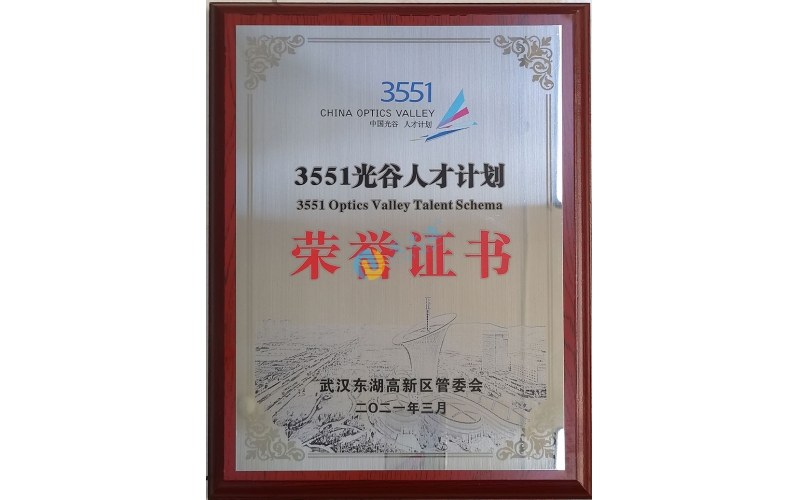 3551
CHINA OPTICS VALLEY
中国光谷 人才计划
3551光谷人才计划
3551 Optics Valley Talent Schema
荣誉证书
武汉东湖高新区管委会
二〇二一年三月